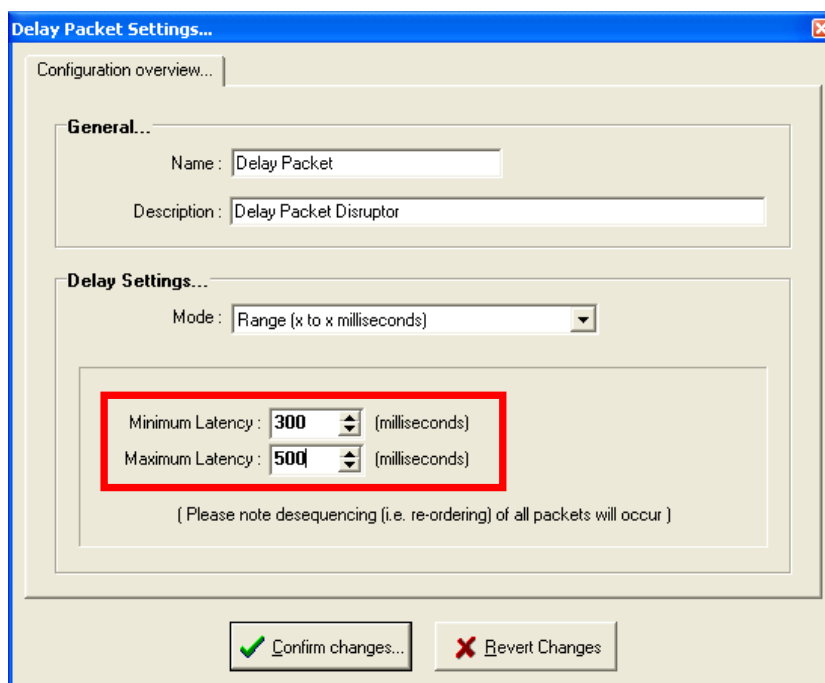 Delay Packet Settings...
Configuration overview...
General...
Name : Delay Packet
Description : Delay Packet Disruptor
Delay Settings...
Mode : Range (x to x milliseconds)
Minimum Latency : 300 (milliseconds)
Maximum Latency : 500 (milliseconds)
( Please note desequencing (i.e. re-ordering) of all packets will occur )
Confirm changes... Revert Changes